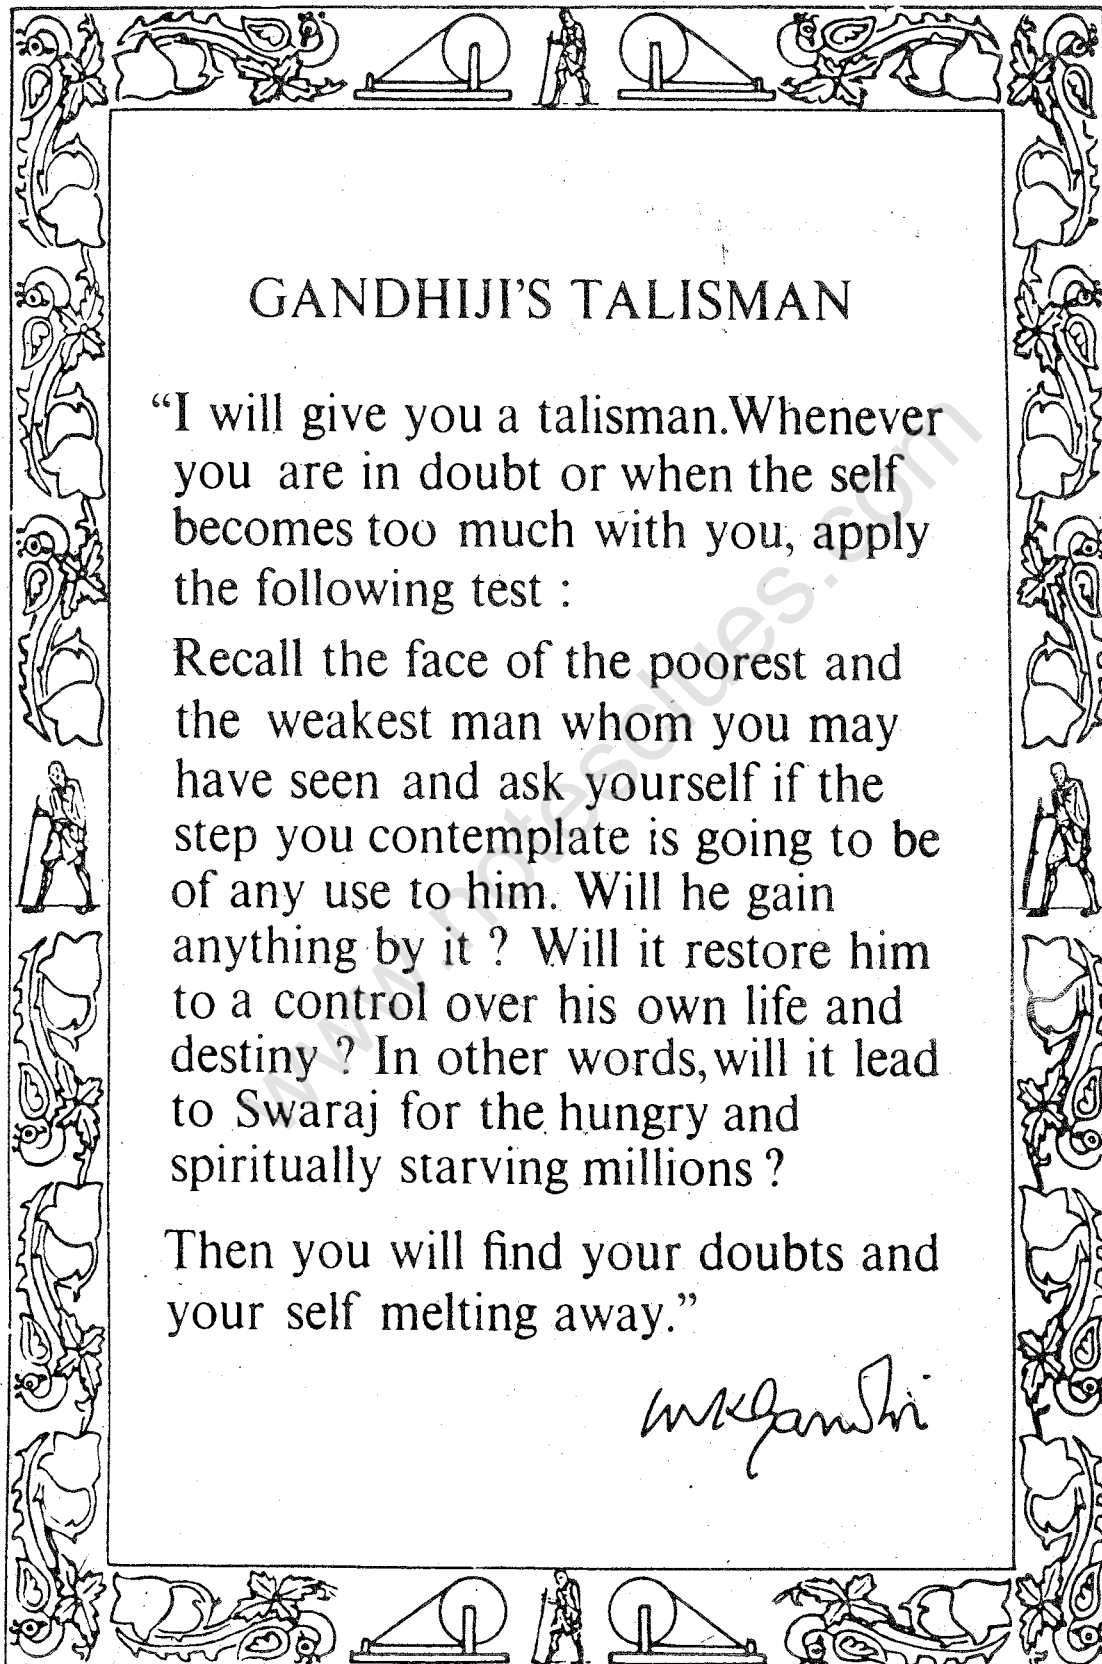 GANDHIJI'S TALISMAN
“I will give you a talisman.Whenever
you are in doubt or when the self
becomes too much with you, apply
the following test :
Recall the face of the poorest and
the weakest man whom you may
have seen and ask yourself if the
step you contemplate is going to be
of any use to him. Will he gain
anything by it ? Will it restore him
to a control over his own life and
destiny ? In other words,will it lead
to Swaraj for the hungry and
spiritually starving millions ?
Then you will find your doubts and
your self melting away.”
mkgandhi
www.notesclues.com